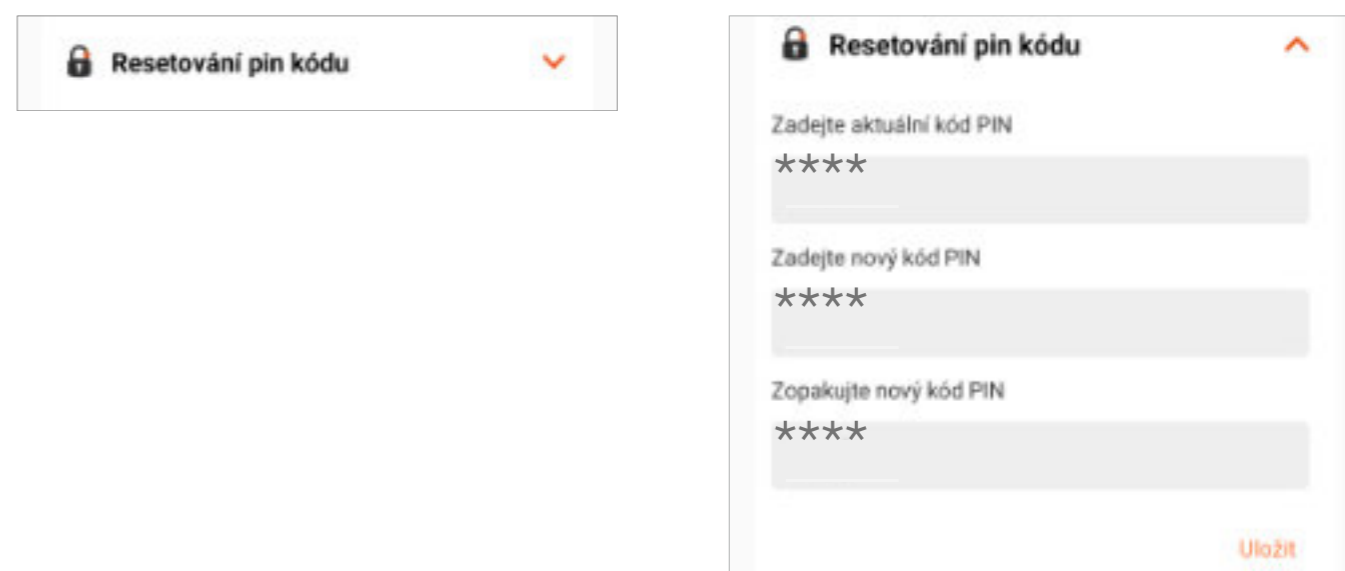 Resetování pin kódu
Resetování pin kódu
Zadejte aktuální kód PIN
****
Zadejte nový kód PIN
****
Zopakujte nový kód PIN
****
Uložit